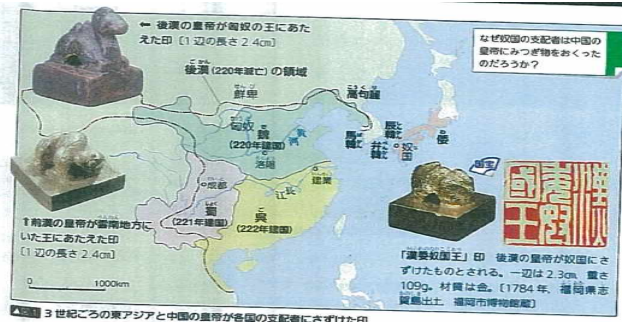 ← 後漢の皇帝が匈奴の王にあた
えた印〔1辺の長さ2.4cm〕
なぜ奴国の支配者は中国の
皇帝にみつぎ物をおくった
のだろうか？
後漢(220年滅亡)の領域
鮮卑
高句麗
匈奴
魏
(220年建国)
洛陽
馬韓
辰韓
弁韓
倭
奴国
成都
蜀
(221年建国)
長江
建業
呉
(222年建国)
国宝
漢委奴國王
↑前漢の皇帝が雲南地方に
いた王にあたえた印
〔1辺の長さ2.4cm〕
0 1000km
「漢委奴国王」印 後漢の皇帝が奴国にさ
ずけたものとされる。一辺は2.3cm, 重さ
109g。材質は金。〔1784年, 福岡県志
賀島出土 福岡市博物館蔵〕
3世紀ごろの東アジアと中国の皇帝が各国の支配者にさずけた印